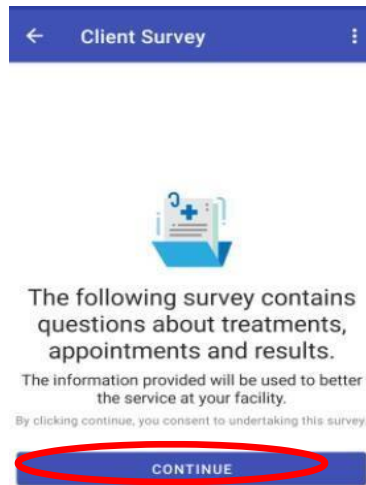 Client Survey
The following survey contains
questions about treatments,
appointments and results.
The information provided will be used to better
the service at your facility.
By clicking continue, you consent to undertaking this survey
CONTINUE